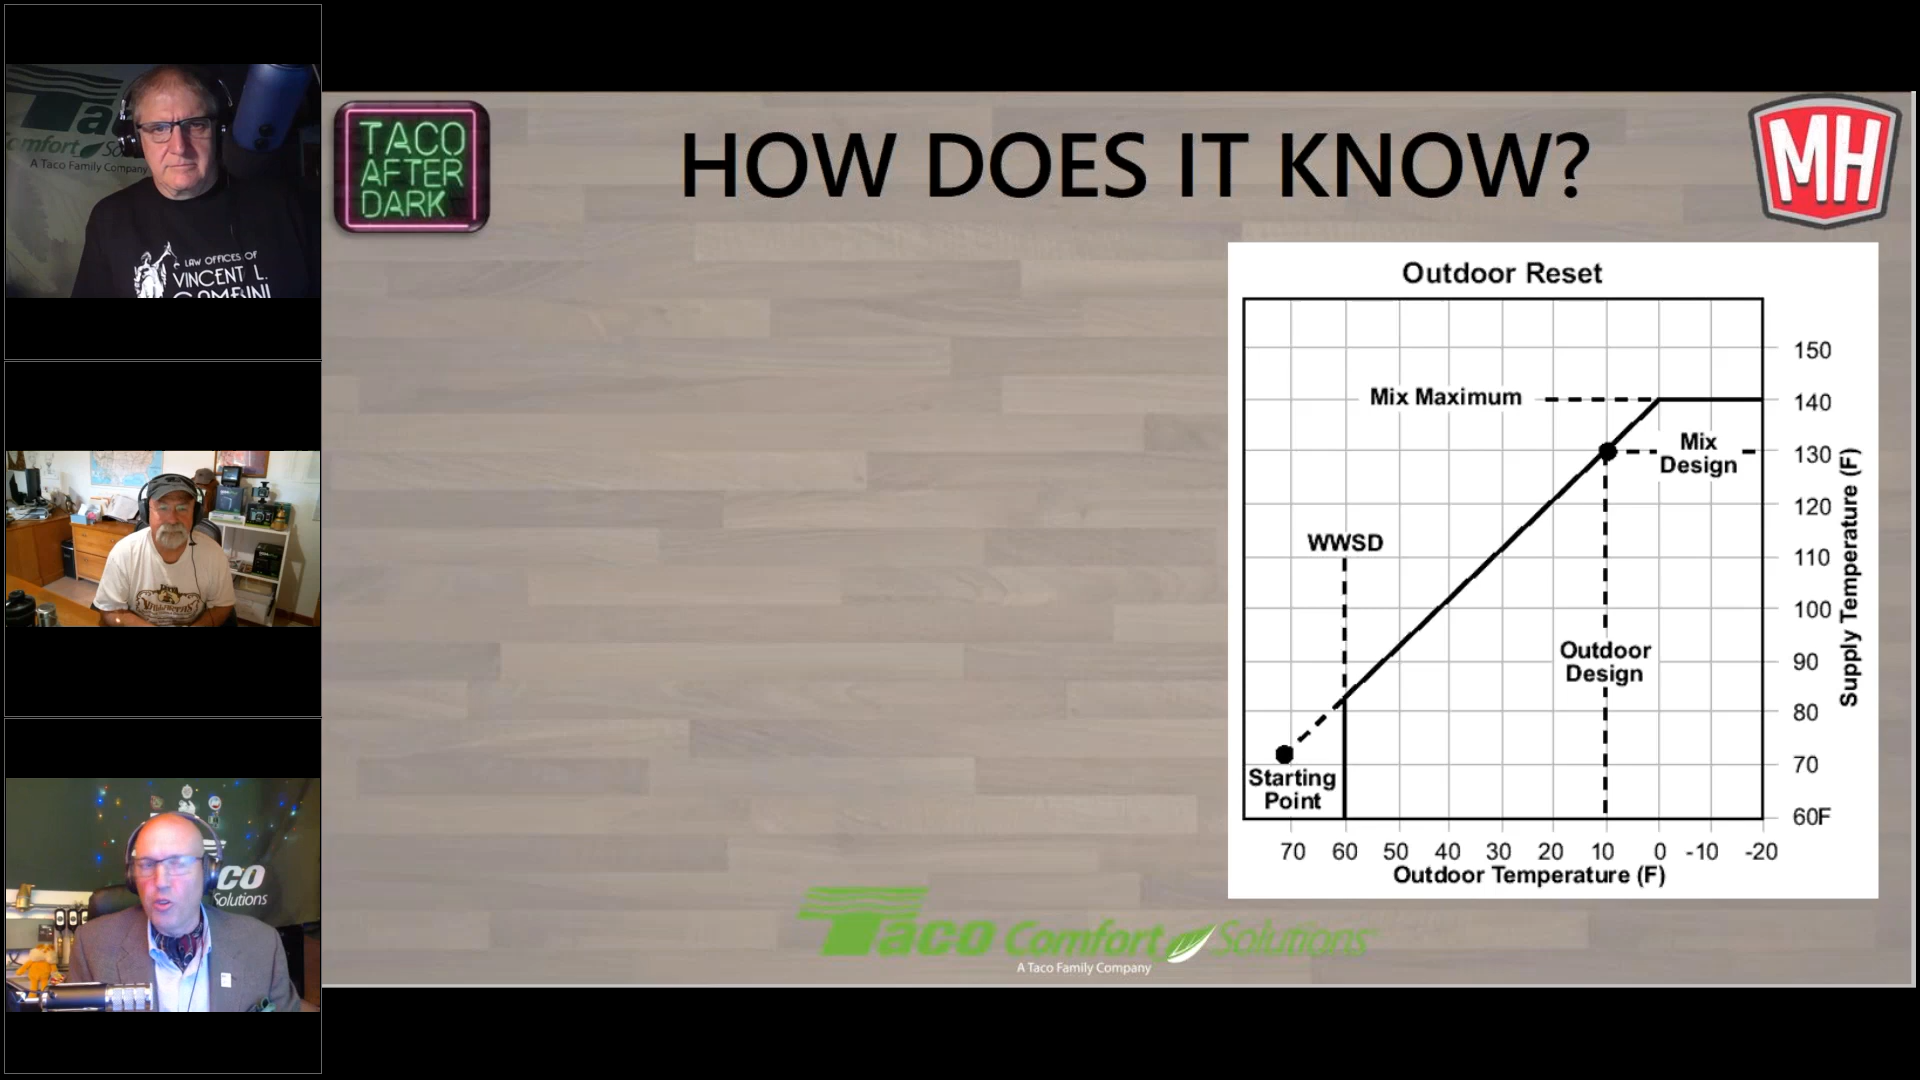 Taco
Comfort Solutions
A Taco Family Company
LAW OFFICES OF
VINCENT L.
CO
Solutions
TACO
AFTER
DARK
HOW DOES IT KNOW?
MH
Outdoor Reset
150
Mix Maximum
140
Mix
Design
130
120
WWSD
110
100
Outdoor
Design
90
80
70
Starting
Point
60F
Supply Temperature (F)
70 60 50 40 30 20 10 0 -10 -20
Outdoor Temperature (F)
Taco Comfort Solutions
A Taco Family Company